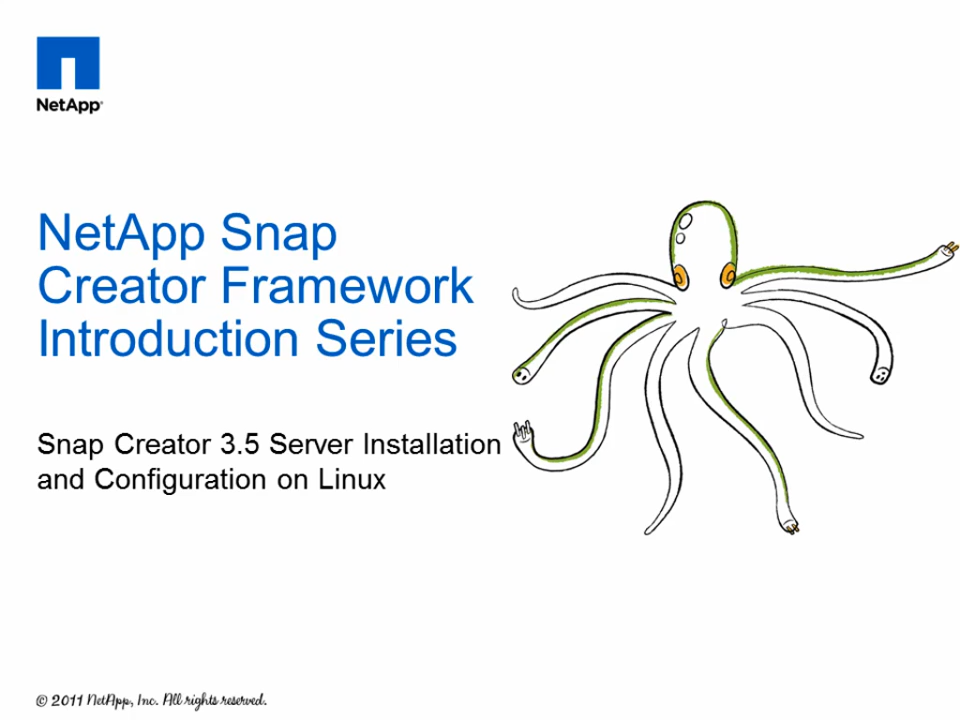 NetApp®
NetApp Snap
Creator Framework
Introduction Series
Snap Creator 3.5 Server Installation
and Configuration on Linux
© 2011 NetApp, Inc. All rights reserved.